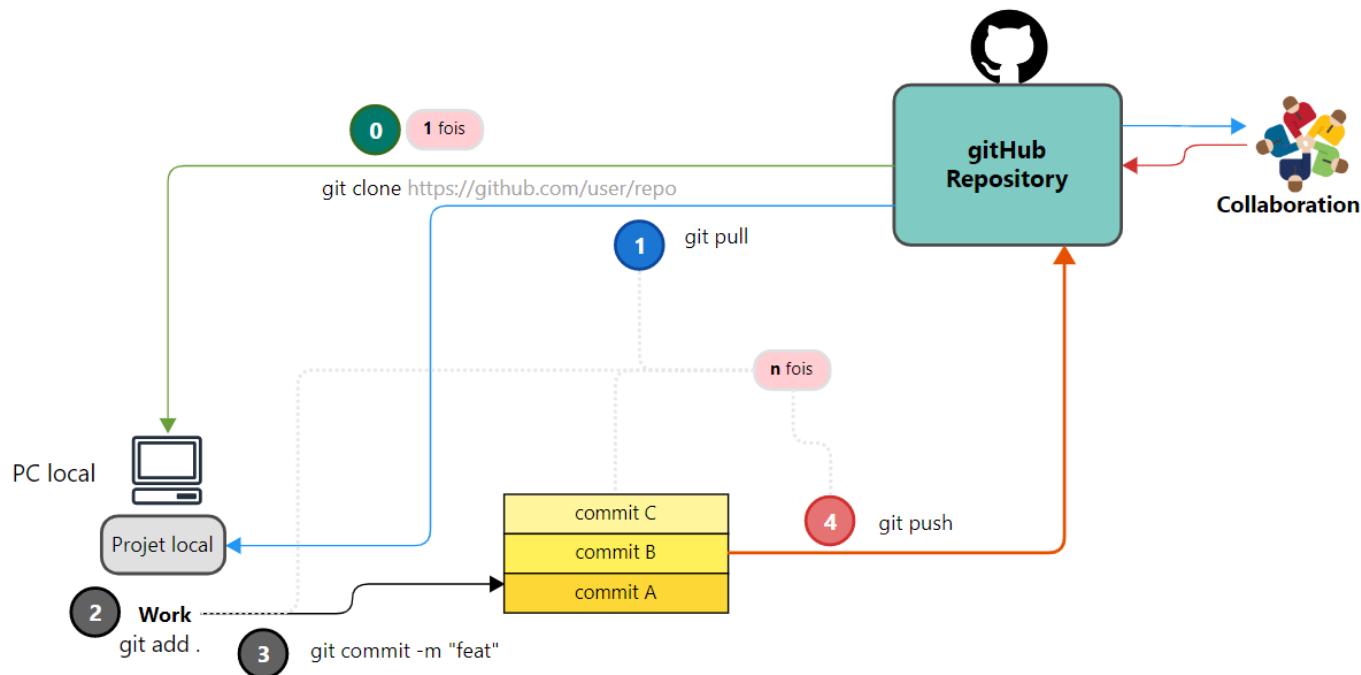 0
1 fois
git clone https://github.com/user/repo
gitHub
Repository
Collaboration
1
git pull
n fois
PC local
Projet local
commit C
commit B
commit A
4
git push
2
Work
git add .
3
git commit -m "feat"